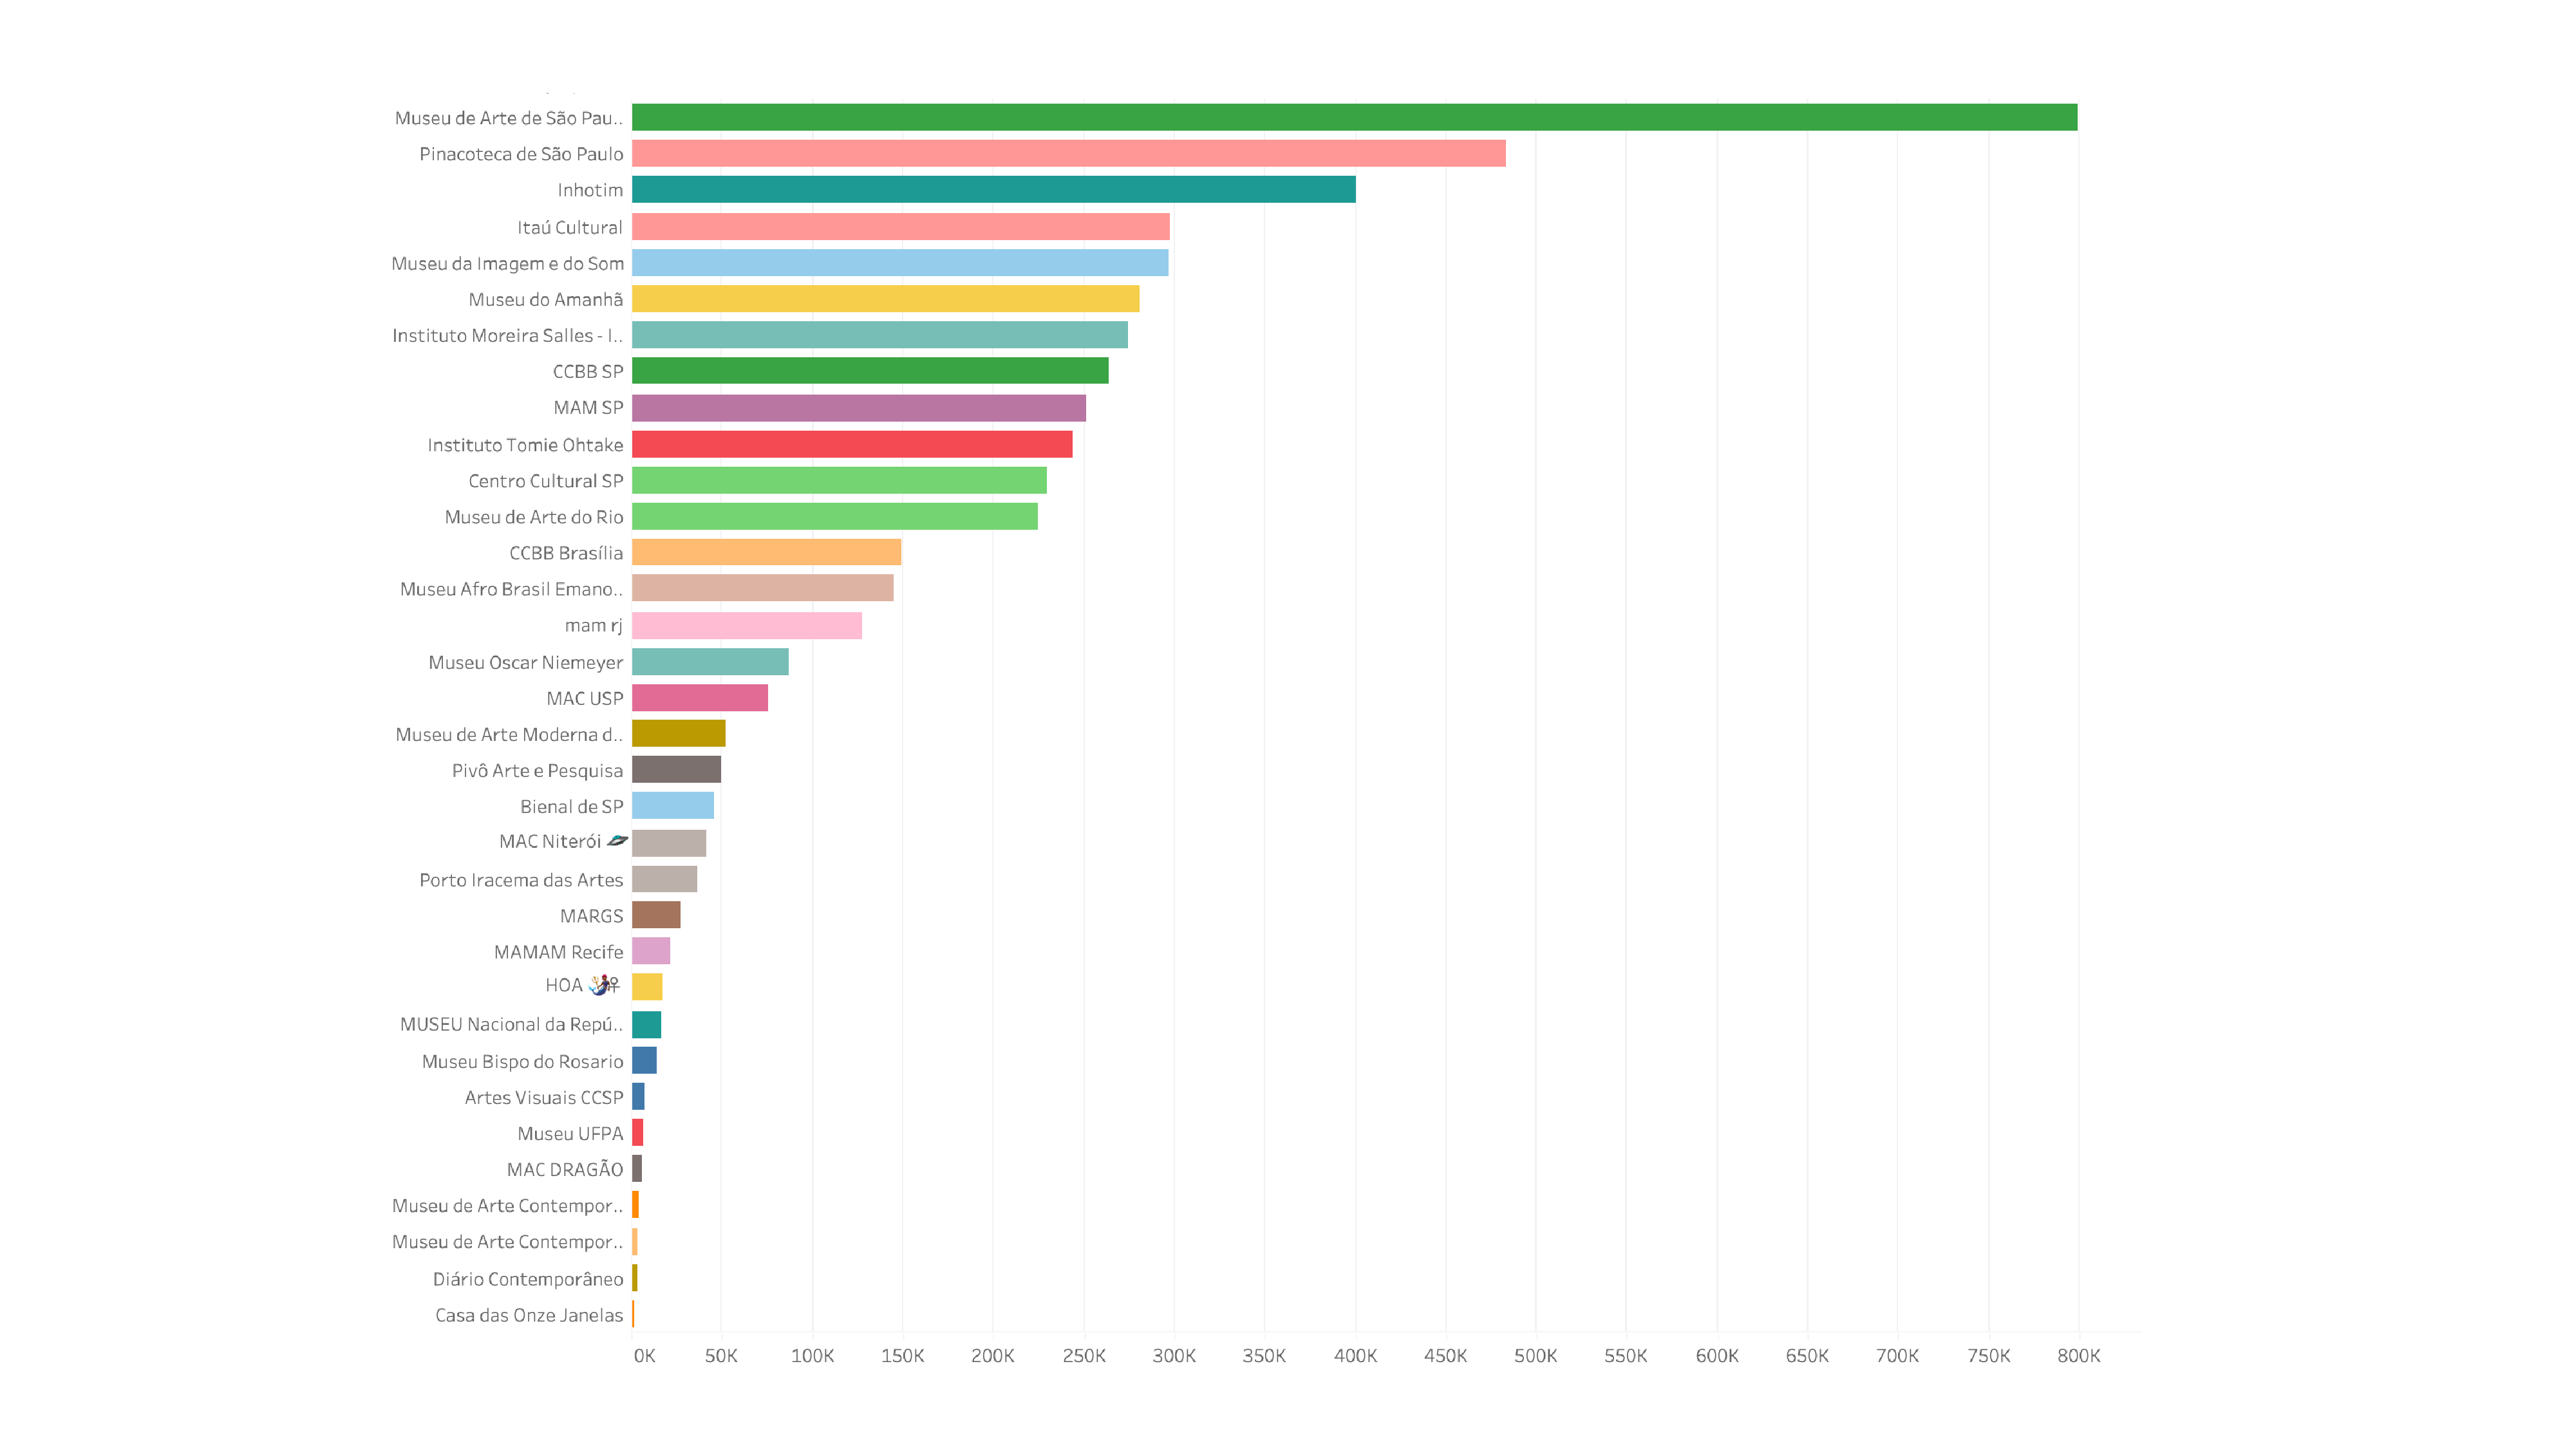 Museu de Arte de São Pau..
Pinacoteca de São Paulo
Inhotim
Itaú Cultural
Museu da Imagem e do Som
Museu do Amanhã
Instituto Moreira Salles - I..
CCBB SP
MAM SP
Instituto Tomie Ohtake
Centro Cultural SP
Museu de Arte do Rio
CCBB Brasília
Museu Afro Brasil Emano..
mam rj
Museu Oscar Niemeyer
MAC USP
Museu de Arte Moderna d..
Pivô Arte e Pesquisa
Bienal de SP
MAC Niterói
Porto Iracema das Artes
MARGS
MAMAM Recife
HOA
MUSEU Nacional da Repú..
Museu Bispo do Rosario
Artes Visuais CCSP
Museu UFPA
MAC DRAGÃO
Museu de Arte Contempor..
Museu de Arte Contempor..
Diário Contemporâneo
Casa das Onze Janelas
0K 50K 100K 150K 200K 250K 300K 350K 400K 450K 500K 550K 600K 650K 700K 750K 800K